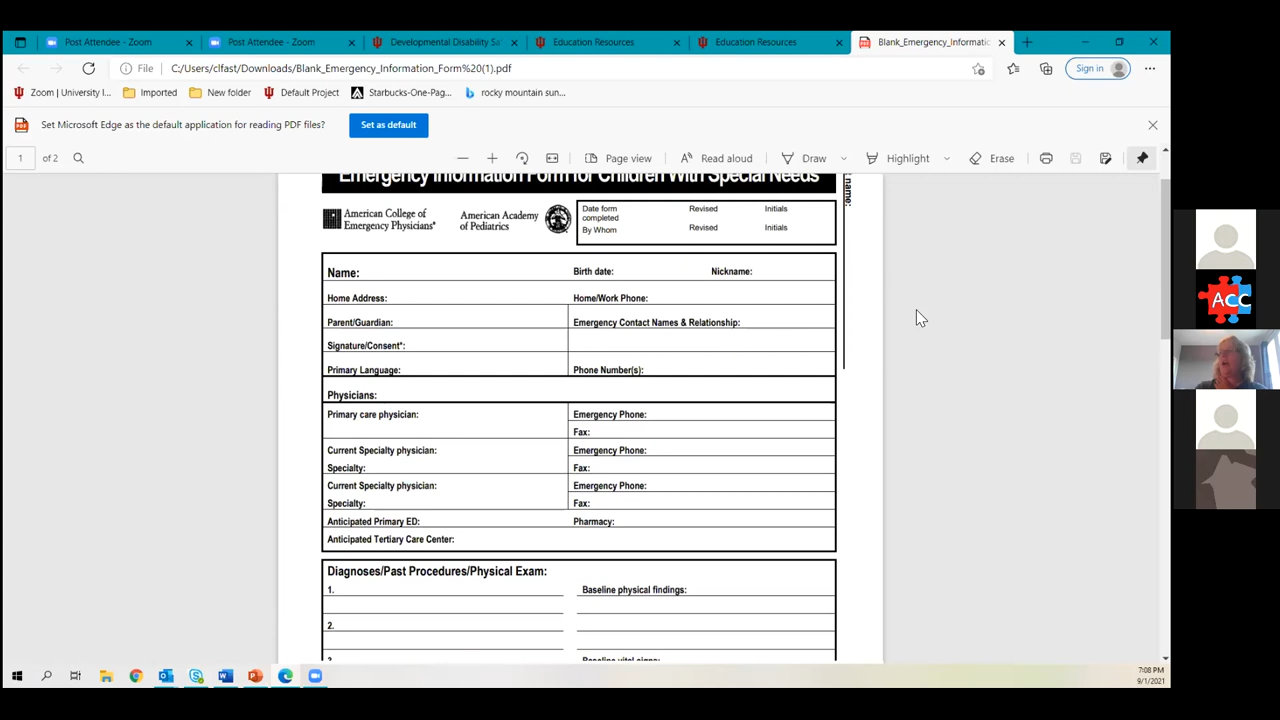 Post Attendee - Zoom
Post Attendee - Zoom
Developmental Disability Sa
Education Resources
Education Resources
Blank_Emergency_Informatic
File C:/Users/clfast/Downloads/Blank_Emergency_Information_Form%20(1).pdf
Sign in
Zoom | University I...
Imported
New folder
Default Project
Starbucks-One-Pag...
rocky mountain sun...
Set Microsoft Edge as the default application for reading PDF files?
Set as default
1 of 2
Page view
Read aloud
Draw
Highlight
Erase
Emergency Information Form for Children With Special Needs
name:
American College of
Emergency Physicians®
American Academy
of Pediatrics
Date form
completed
By Whom
Revised Initials
Revised Initials
Name: Birth date: Nickname:
Home Address: Home/Work Phone:
Parent/Guardian: Emergency Contact Names & Relationship:
Signature/Consent*:
Primary Language: Phone Number(s):
Physicians:
Primary care physician: Emergency Phone:
Fax:
Current Specialty physician: Emergency Phone:
Specialty: Fax:
Current Specialty physician: Emergency Phone:
Specialty: Fax:
Anticipated Primary ED: Pharmacy:
Anticipated Tertiary Care Center:
Diagnoses/Past Procedures/Physical Exam:
1. Baseline physical findings:
2.
3. Baseline vital signs:
ACC
7:08 PM
9/1/2021